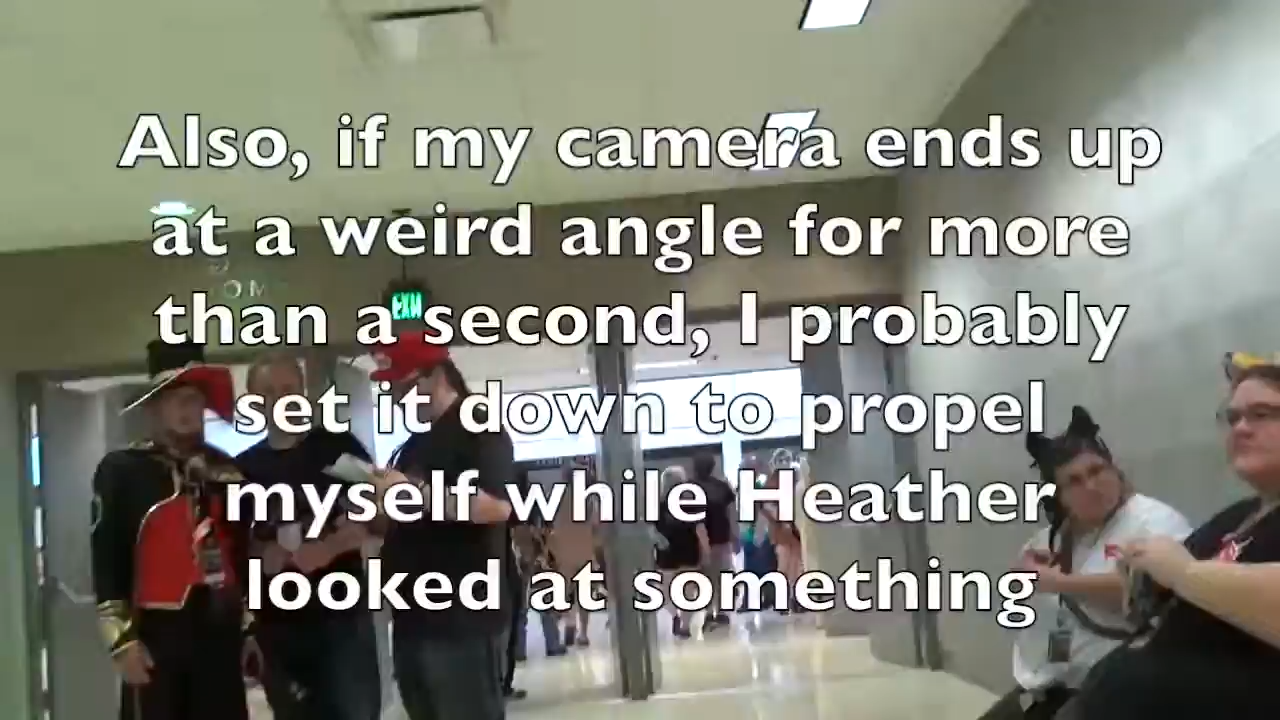 Also, if my camera ends up
at a weird angle for more
than a second, I probably
set it down to propel
myself while Heather
looked at something
EXIT